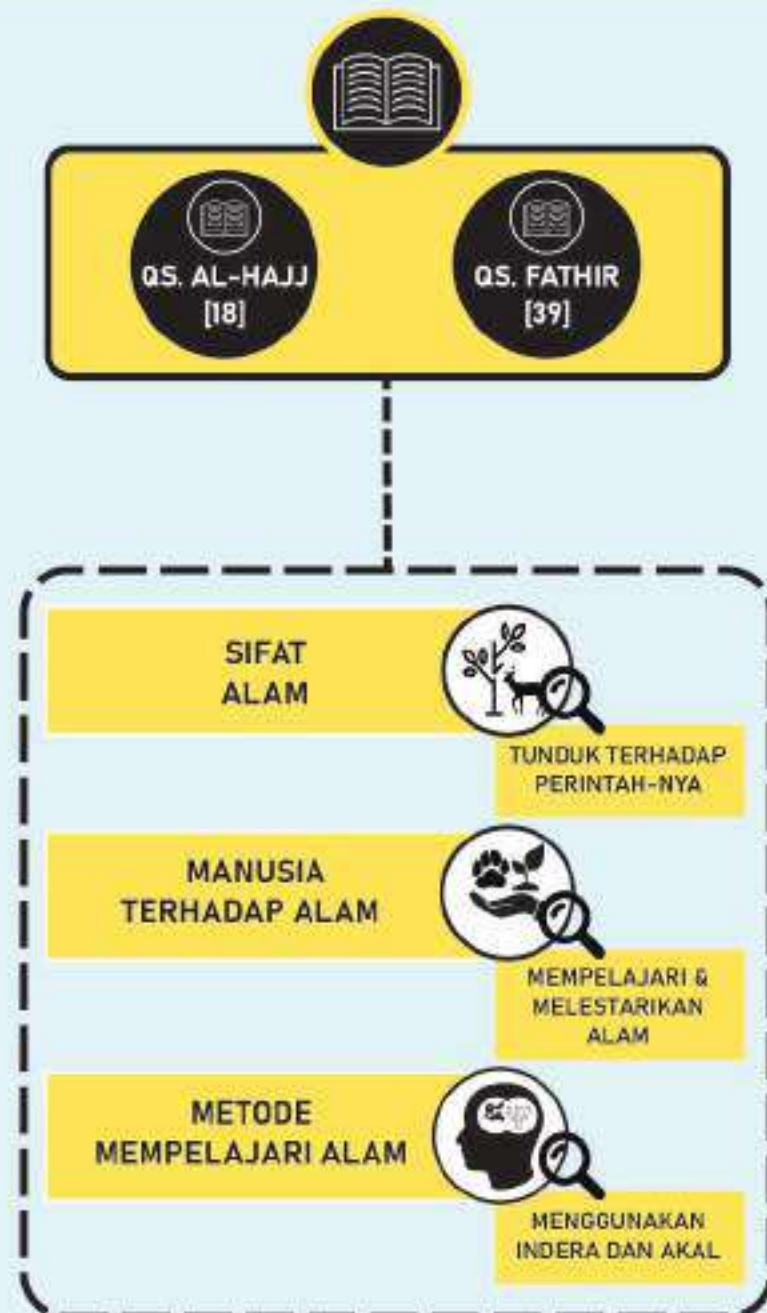 QS. AL-HAJJ
[18]
QS. FATHIR
[39]
SIFAT
ALAM
TUNDUK TERHADAP
PERINTAH-NYA
MANUSIA
TERHADAP ALAM
MEMPELAJARI &
MELESTARIKAN
ALAM
METODE
MEMPELAJARI ALAM
MENGGUNAKAN
INDERA DAN AKAL